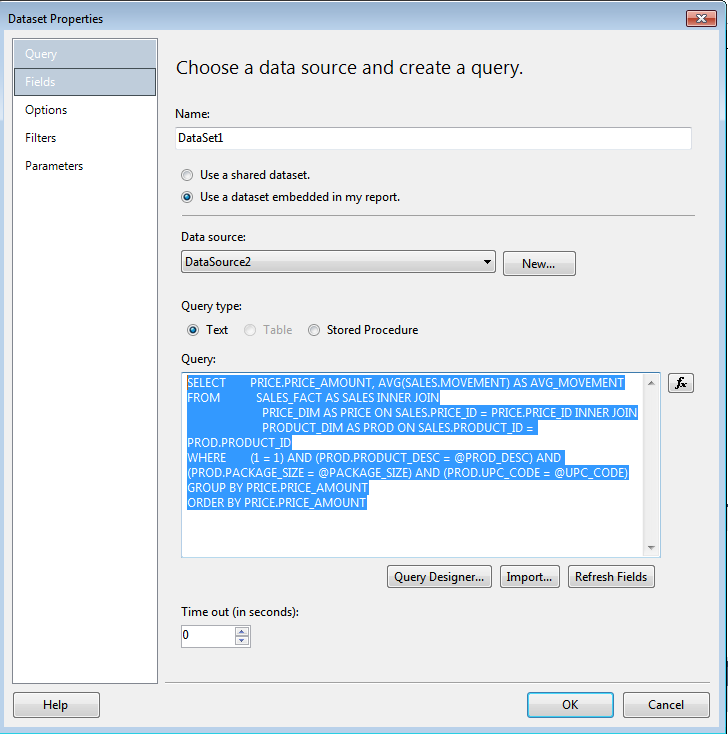 Dataset Properties
Query
Fields
Options
Filters
Parameters
Choose a data source and create a query.
Name:
DataSet1
Use a shared dataset.
Use a dataset embedded in my report.
Data source:
DataSource2
New...
Query type:
Text
Table
Stored Procedure
Query:
SELECT PRICE.PRICE_AMOUNT, AVG(SALES.MOVEMENT) AS AVG_MOVEMENT
FROM SALES_FACT AS SALES INNER JOIN
PRICE_DIM AS PRICE ON SALES.PRICE_ID = PRICE.PRICE_ID INNER JOIN
PRODUCT_DIM AS PROD ON SALES.PRODUCT_ID =
PROD.PRODUCT_ID
WHERE (1 = 1) AND (PROD.PRODUCT_DESC = @PROD_DESC) AND
(PROD.PACKAGE_SIZE = @PACKAGE_SIZE) AND (PROD.UPC_CODE = @UPC_CODE)
GROUP BY PRICE.PRICE_AMOUNT
ORDER BY PRICE.PRICE_AMOUNT
fx
Query Designer...
Import...
Refresh Fields
Time out (in seconds):
0
Help
OK
Cancel